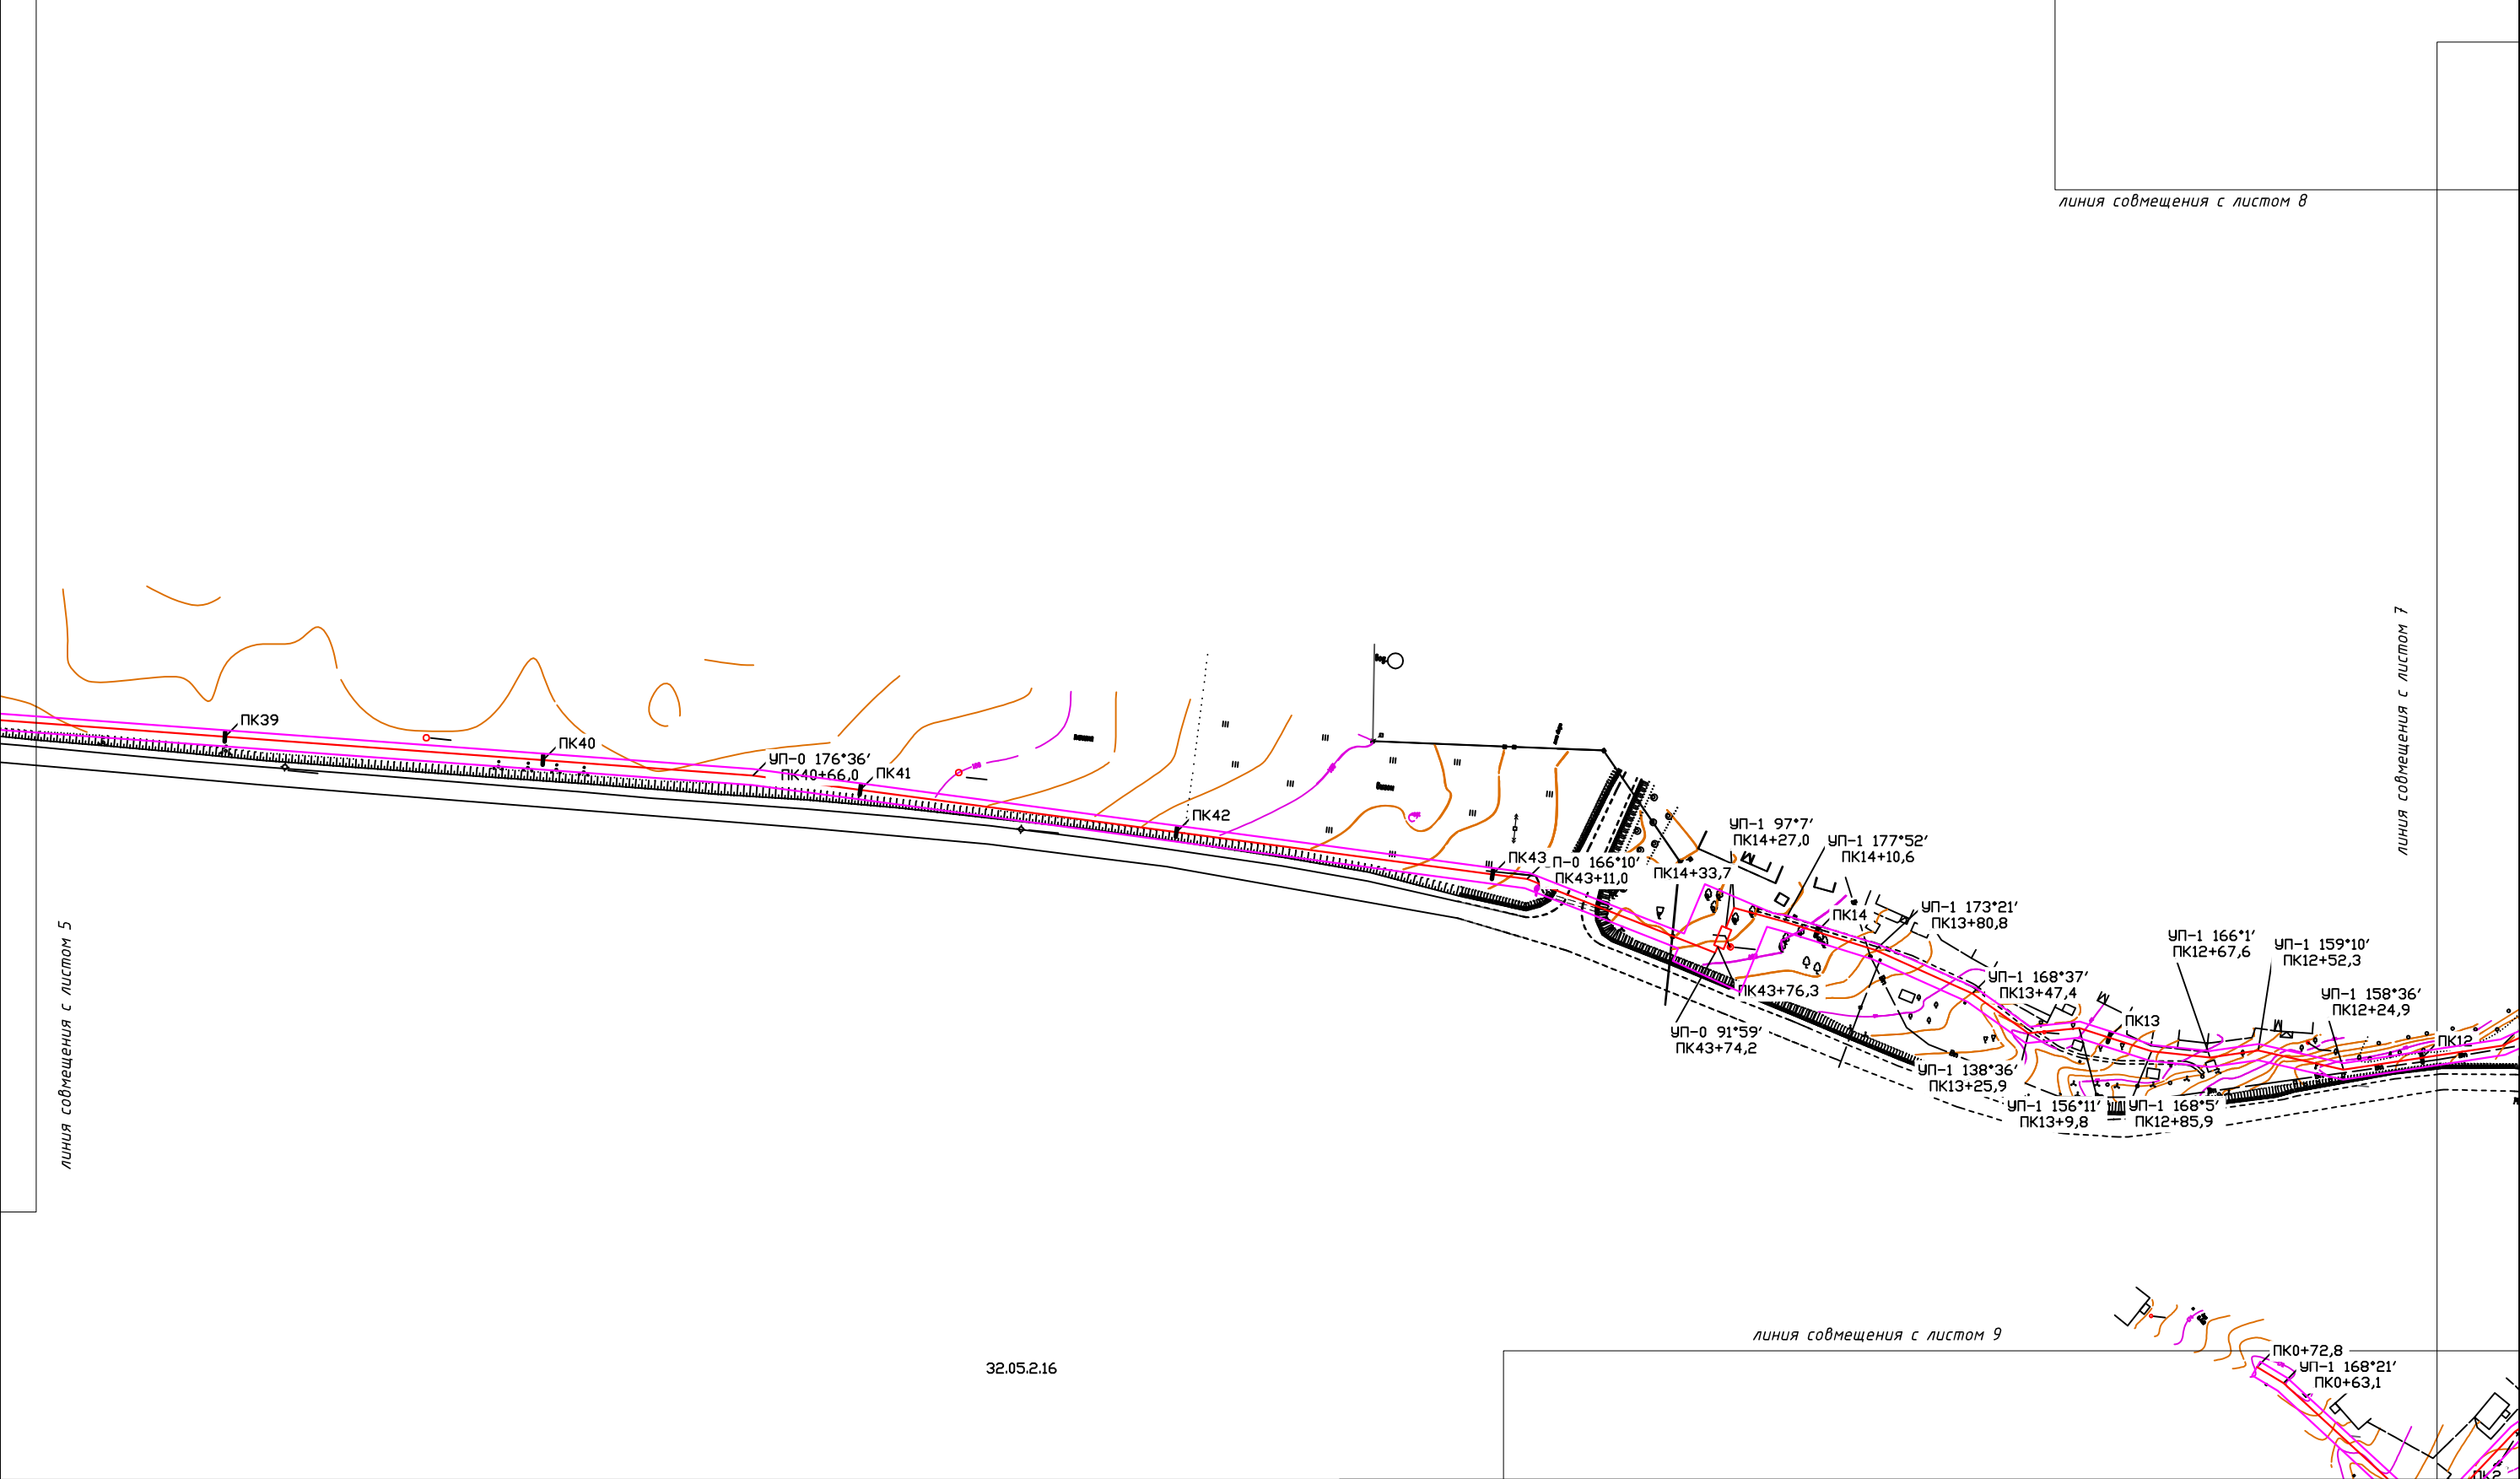 линия совмещения с листом 8
линия совмещения с листом 7
линия совмещения с листом 5
ПК39
ПК40
УП-0 176°36′
ПК40+66,0
ПК41
ПК42
ПК43
П-0 166°10′
ПК43+11,0
ПК14+33,7
УП-1 97°7′
ПК14+27,0
УП-1 177°52′
ПК14+10,6
ПК14
УП-1 173°21′
ПК13+80,8
ПК43+76,3
УП-0 91°59′
ПК43+74,2
УП-1 168°37′
ПК13+47,4
УП-1 166°1′
ПК12+67,6
УП-1 159°10′
ПК12+52,3
УП-1 158°36′
ПК12+24,9
ПК13
ПК12
УП-1 138°36′
ПК13+25,9
УП-1 156°11′
ПК13+9,8
УП-1 168°5′
ПК12+85,9
линия совмещения с листом 9
32.05.2.16
ПК0+72,8
УП-1 168°21′
ПК0+63,1
ПК2